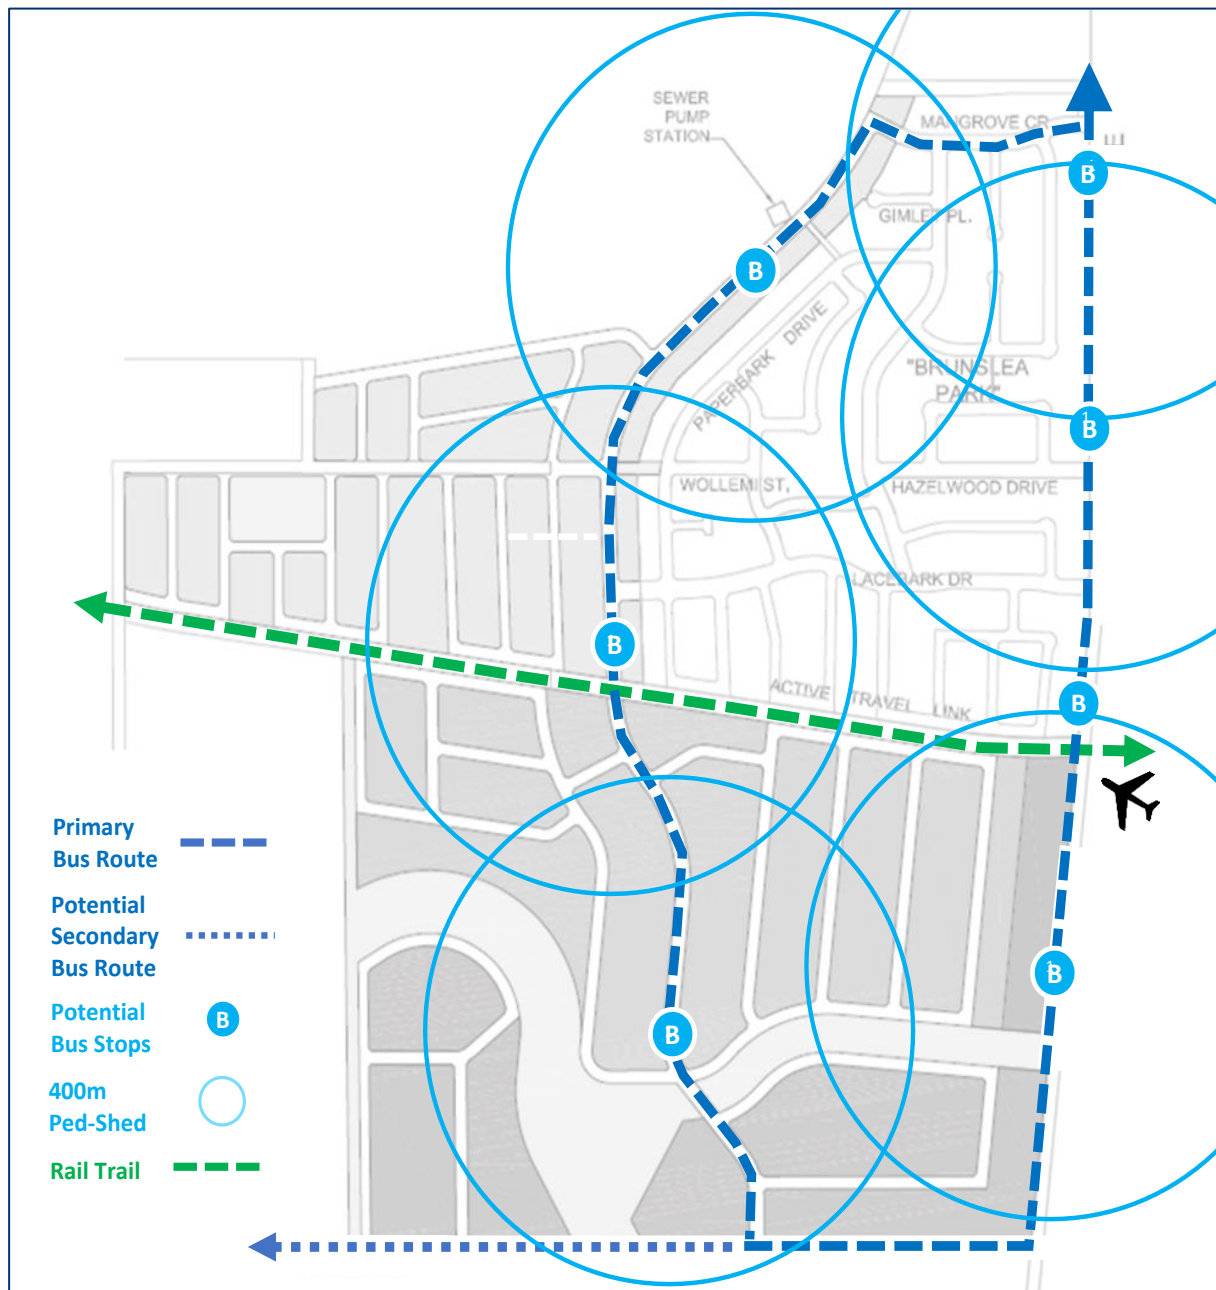 SEWER
PUMP
STATION
MANGROVE CR
B
GIMLET PL.
B
PAPERBARK DRIVE
"BRUNSLEA
PARK"
B
WOLLEMI ST.
HAZELWOOD DRIVE
LACEBARK DR
B
ACTIVE TRAVEL LINK
B
Primary
Bus Route
Potential
Secondary
Bus Route
B
Potential
Bus Stops
B
B
400m
Ped-Shed
Rail Trail